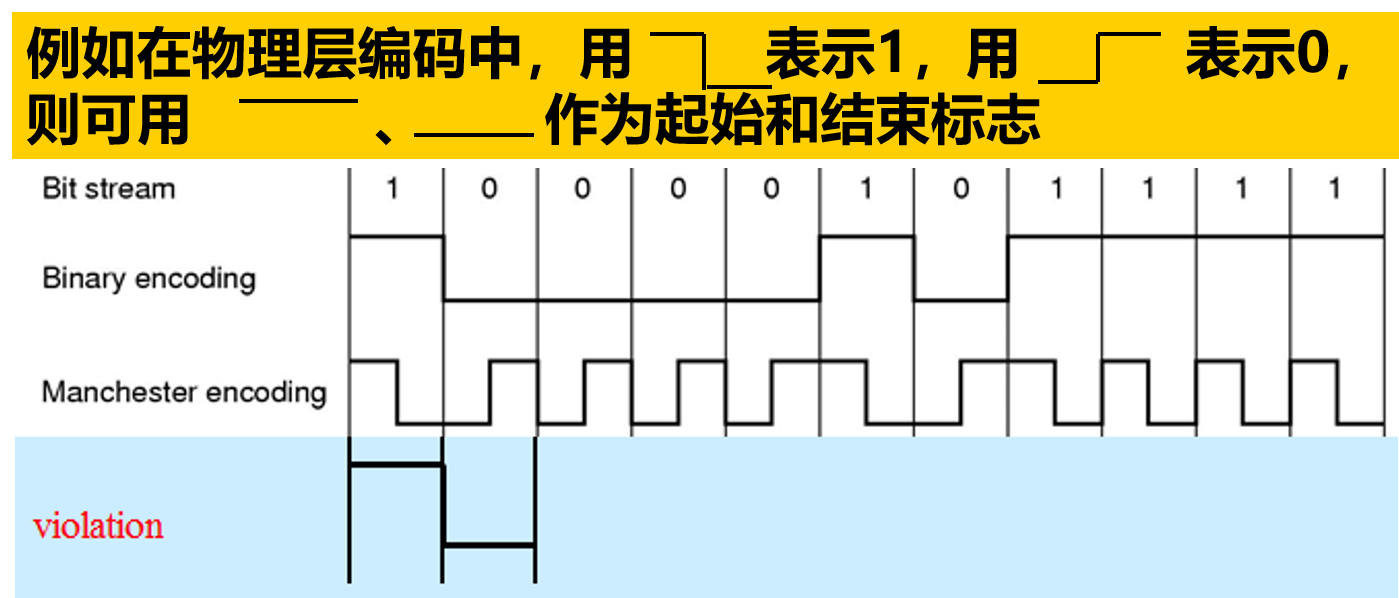 例如在物理层编码中，用 表示1，用 表示0，
则可用 、 作为起始和结束标志
Bit stream 1 0 0 0 0 1 0 1 1 1 1
Binary encoding
Manchester encoding
violation